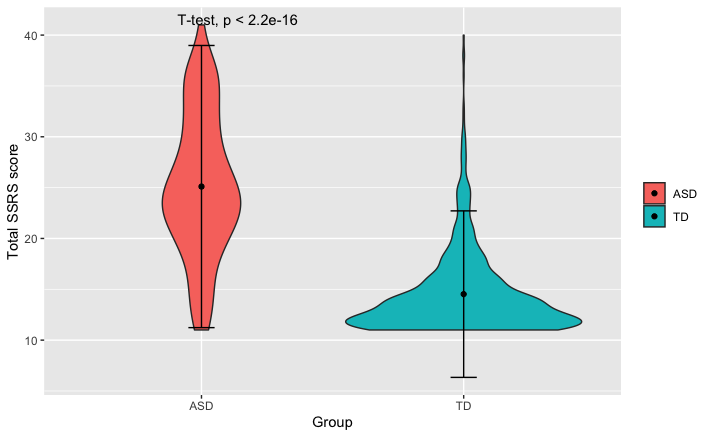 T-test, p < 2.2e-16
40
30
20
10
Total SSRS score
ASD
TD
Group
ASD
TD